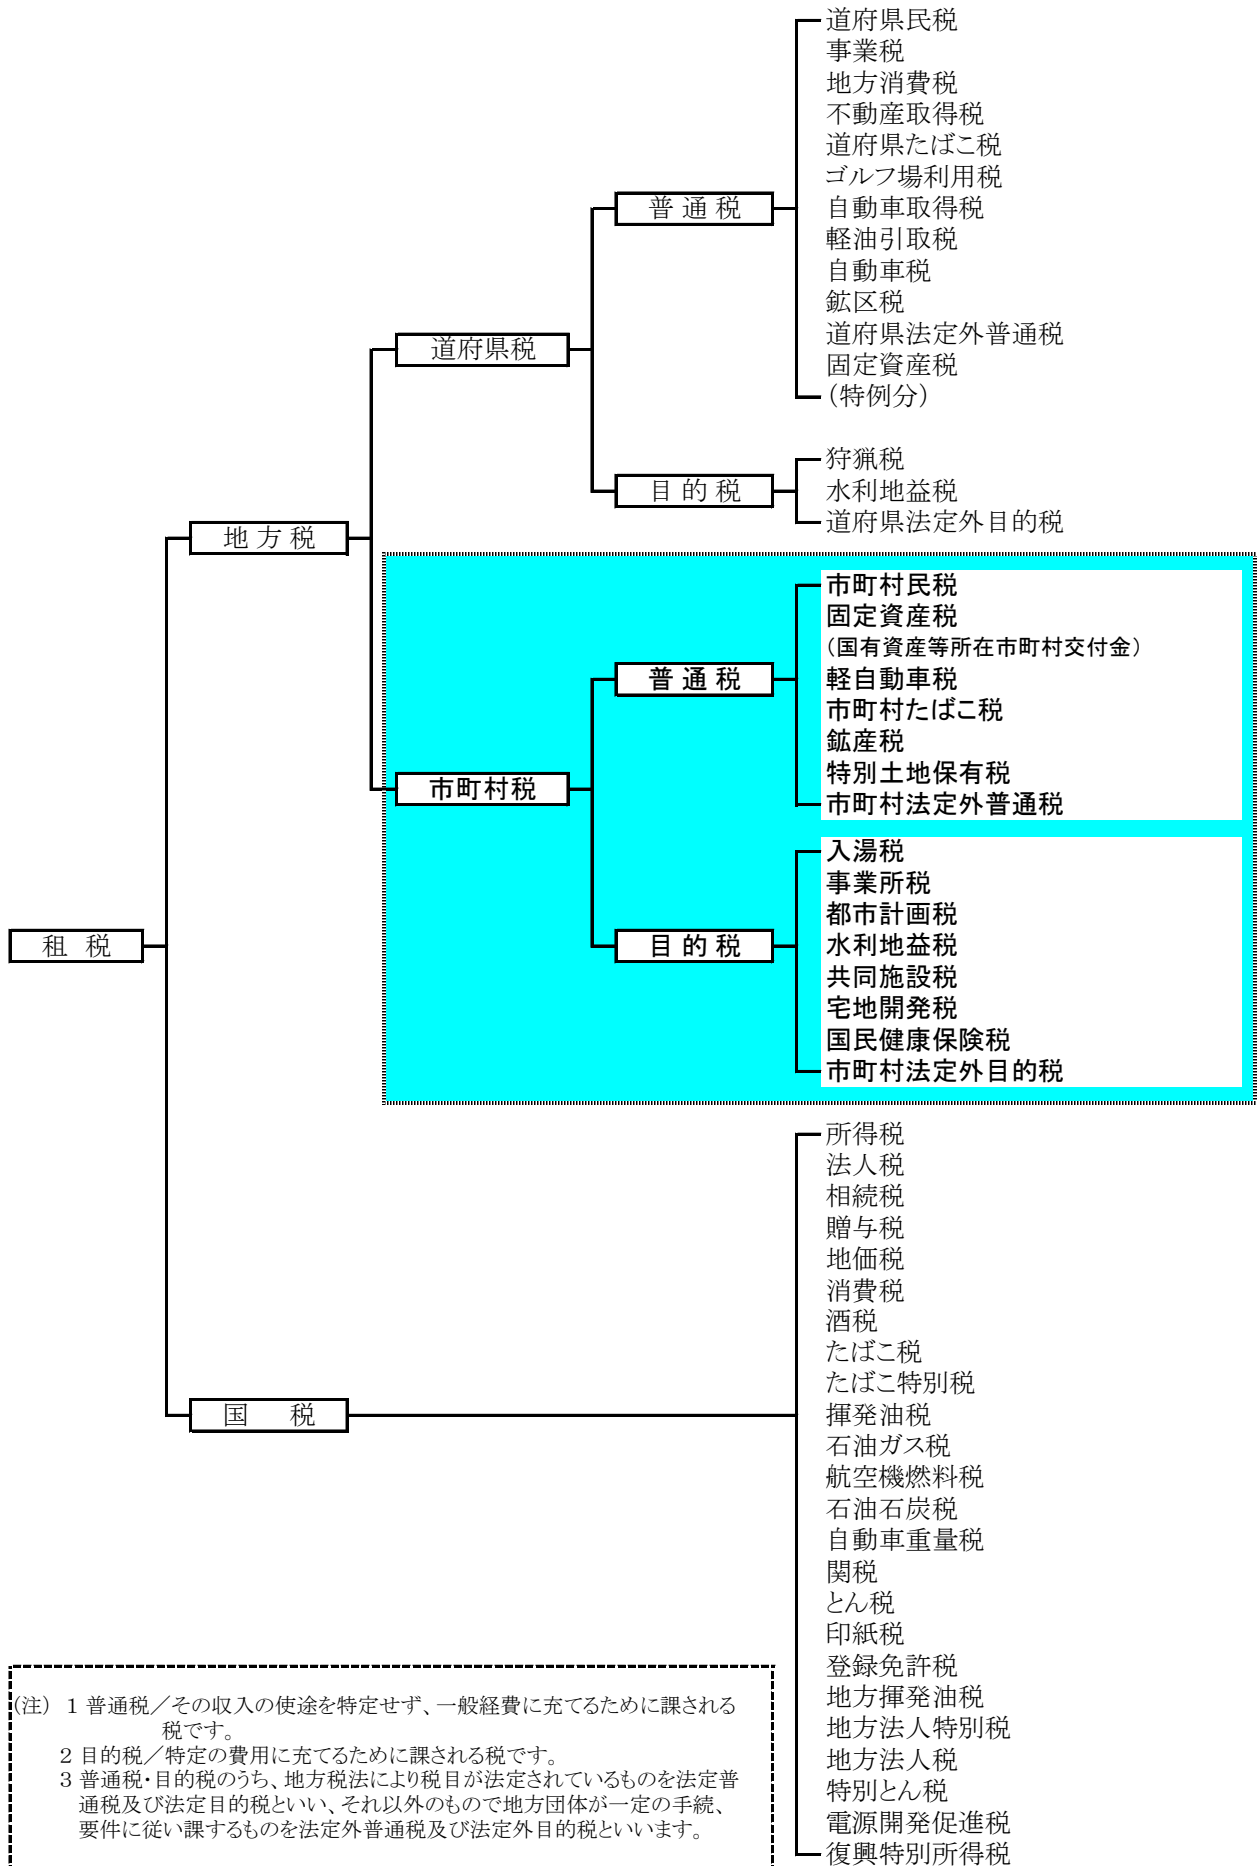 租 税
地 方 税
道府県税
普 通 税
道府県民税
事業税
地方消費税
不動産取得税
道府県たばこ税
ゴルフ場利用税
自動車取得税
軽油引取税
自動車税
鉱区税
道府県法定外普通税
固定資産税
（特例分）
目 的 税
狩猟税
水利地益税
道府県法定外目的税
市町村税
普 通 税
市町村民税
固定資産税
（国有資産等所在市町村交付金）
軽自動車税
市町村たばこ税
鉱産税
特別土地保有税
市町村法定外普通税
目 的 税
入湯税
事業所税
都市計画税
水利地益税
共同施設税
宅地開発税
国民健康保険税
市町村法定外目的税
国 税
所得税
法人税
相続税
贈与税
地価税
消費税
酒税
たばこ税
たばこ特別税
揮発油税
石油ガス税
航空機燃料税
石油石炭税
自動車重量税
関税
とん税
印紙税
登録免許税
地方揮発油税
地方法人特別税
地方法人税
特別とん税
電源開発促進税
復興特別所得税
（注） 1 普通税／その収入の使途を特定せず、一般経費に充てるために課される
税です。
2 目的税／特定の費用に充てるために課される税です。
3 普通税・目的税のうち、地方税法により税目が法定されているものを法定普
通税及び法定目的税といい、それ以外のもので地方団体が一定の手続、
要件に従い課するものを法定外普通税及び法定外目的税といいます。